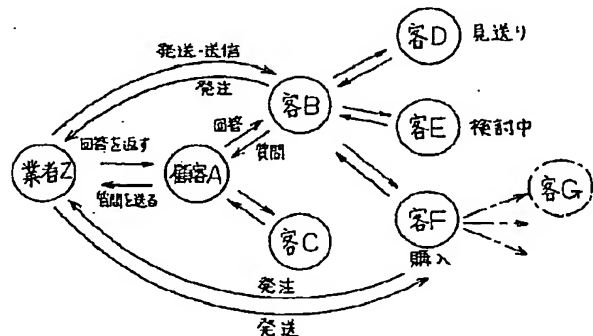 発送・送信
発注
業者Z
回答を返す
質問を送る
顧客A
回答
質問
客B
客C
客D
見送り
客E
検討中
客F
購入
客G
発注
発送